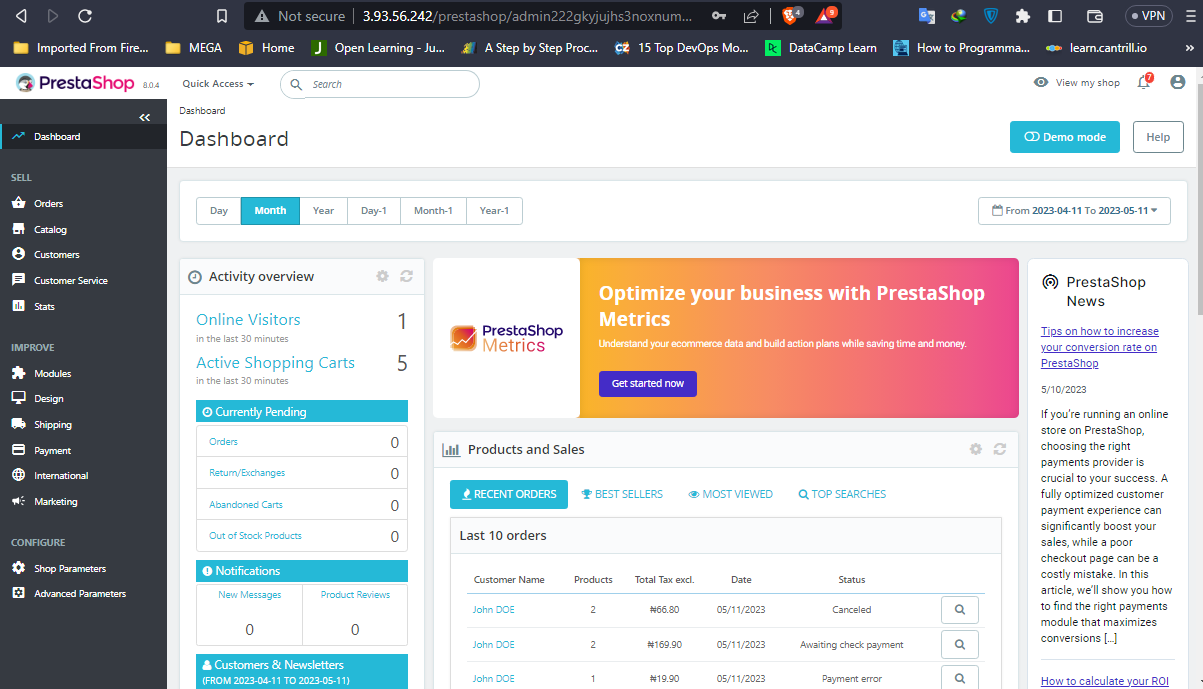 Not secure 3.93.56.242/prestashop/admin222gkyjujhs3noxnum... 4 9 VPN
Imported From Fire... MEGA Home J Open Learning - Ju... A Step by Step Proc... 15 Top DevOps Mo... DataCamp Learn How to Programma... learn.cantrill.io »
PrestaShop 8.0.4 Quick Access Search View my shop 7
Dashboard
Dashboard
Demo mode Help
Dashboard
SELL
Orders
Catalog
Customers
Customer Service
Stats
IMPROVE
Modules
Design
Shipping
Payment
International
Marketing
CONFIGURE
Shop Parameters
Advanced Parameters
Day Month Year Day-1 Month-1 Year-1 From 2023-04-11 To 2023-05-11
Activity overview
Online Visitors 1
in the last 30 minutes
Active Shopping Carts 5
in the last 30 minutes
Currently Pending
Orders 0
Return/Exchanges 0
Abandoned Carts 0
Out of Stock Products 0
Notifications
New Messages Product Reviews
0 0
Customers & Newsletters
(FROM 2023-04-11 TO 2023-05-11)
PrestaShop
Metrics
Optimize your business with PrestaShop
Metrics
Understand your ecommerce data and build action plans while saving time and money.
Get started now
Products and Sales
RECENT ORDERS BEST SELLERS MOST VIEWED TOP SEARCHES
Last 10 orders
Customer Name Products Total Tax excl. Date Status
John DOE 2 ₦66.80 05/11/2023 Canceled
John DOE 2 ₦169.90 05/11/2023 Awaiting check payment
John DOE 1 ₦19.90 05/11/2023 Payment error
PrestaShop
News
Tips on how to increase
your conversion rate on
PrestaShop
5/10/2023
If you’re running an online
store on PrestaShop,
choosing the right
payments provider is
crucial to your success. A
fully optimized customer
payment experience can
significantly boost your
sales, while a poor
checkout page can be a
costly mistake. In this
article, we’ll show you how
to find the right payments
module that maximizes
conversions [...]
How to calculate your ROI